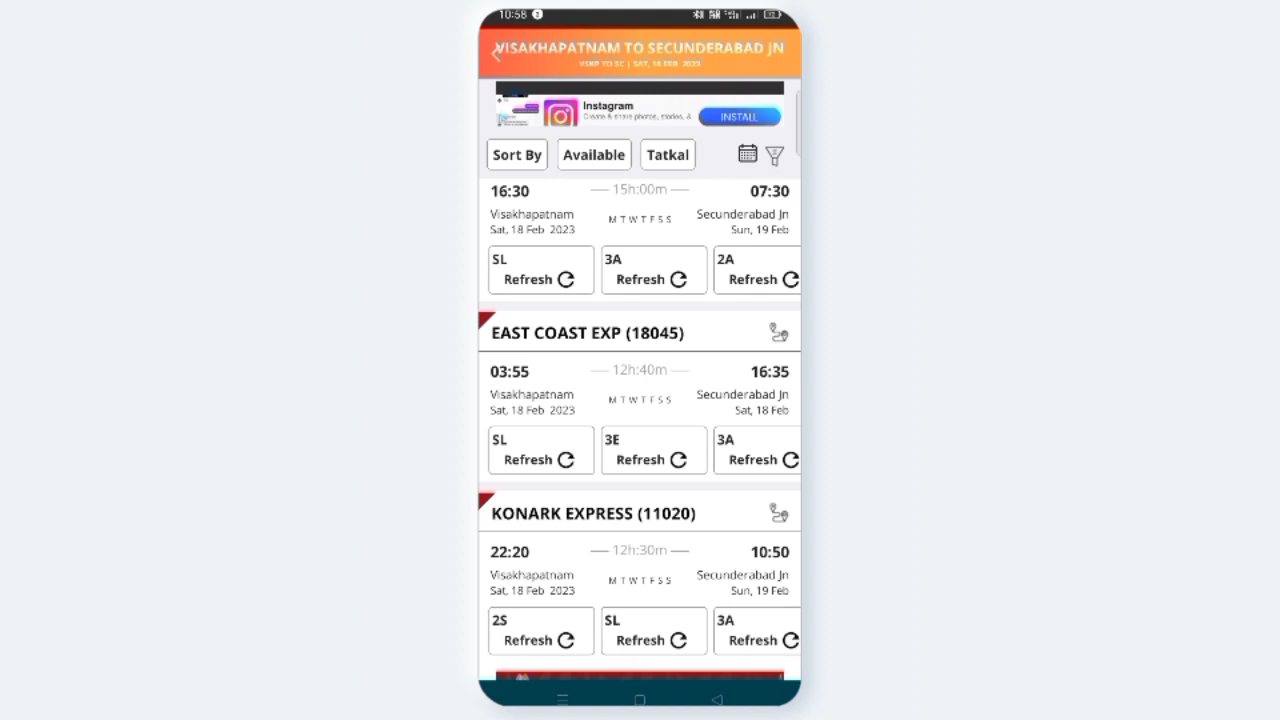 10:58
VISAKHAPATNAM TO SECUNDERABAD JN
VSKP TO SC | SAT, 18 FEB 2023
Instagram
Create & share photos, stories, &
INSTALL
Sort By Available Tatkal
16:30 15h:00m 07:30
Visakhapatnam M T W T F S S Secunderabad Jn
Sat, 18 Feb 2023 Sun, 19 Feb
SL 3A 2A
Refresh Refresh Refresh
EAST COAST EXP (18045)
03:55 12h:40m 16:35
Visakhapatnam M T W T F S S Secunderabad Jn
Sat, 18 Feb 2023 Sat, 18 Feb
SL 3E 3A
Refresh Refresh Refresh
KONARK EXPRESS (11020)
22:20 12h:30m 10:50
Visakhapatnam M T W T F S S Secunderabad Jn
Sat, 18 Feb 2023 Sun, 19 Feb
2S SL 3A
Refresh Refresh Refresh